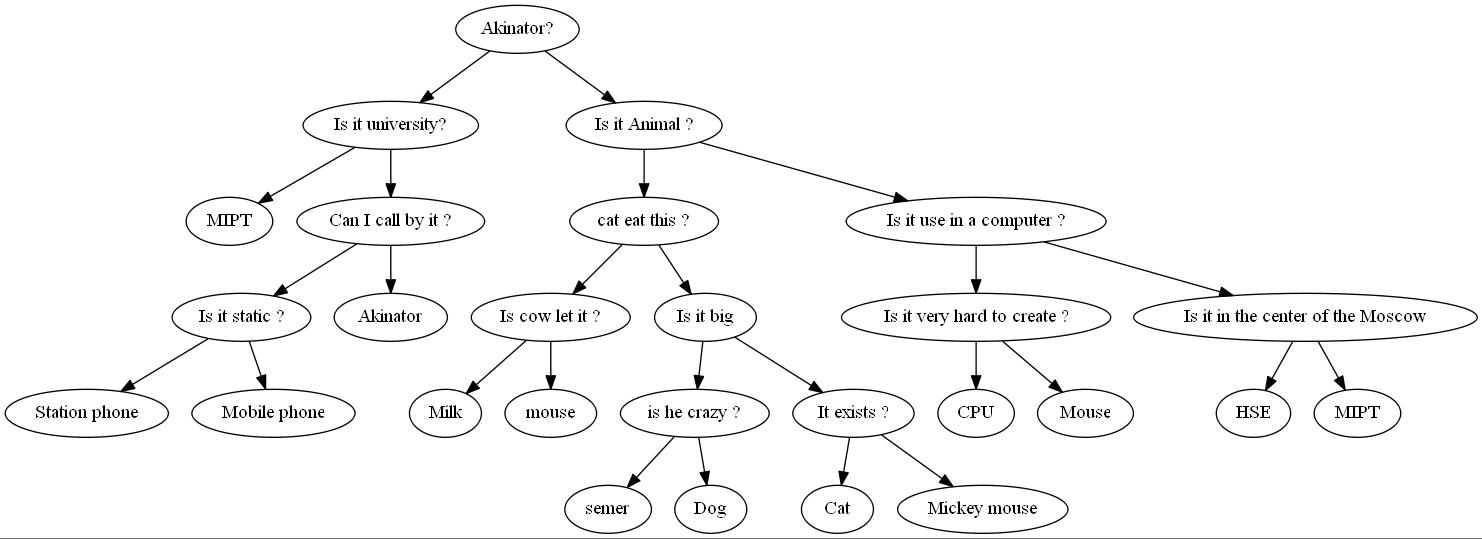 Akinator?
Is it university?
Is it Animal ?
MIPT
Can I call by it ?
cat eat this ?
Is it use in a computer ?
Is it static ?
Akinator
Is cow let it ?
Is it big
Is it very hard to create ?
Is it in the center of the Moscow
Station phone
Mobile phone
Milk
mouse
is he crazy ?
It exists ?
CPU
Mouse
HSE
MIPT
semer
Dog
Cat
Mickey mouse